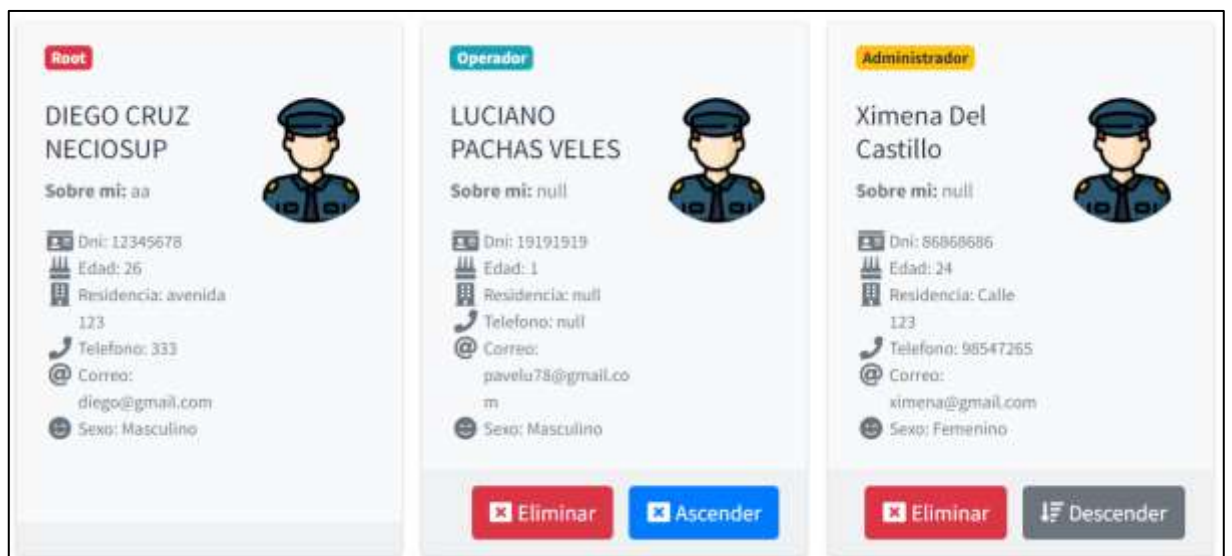 Root
DIEGO CRUZ
NECIOSUP
Sobre mi: aa
Dni: 12345678
Edad: 26
Residencia: avenida
123
Telefono: 333
Correo:
diego@gmail.com
Sexo: Masculino
Operador
LUCIANO
PACHAS VELES
Sobre mi: null
Dni: 19191919
Edad: 1
Residencia: null
Telefono: null
Correo:
pavelu78@gmail.co
m
Sexo: Masculino
Eliminar
Ascender
Administrador
Ximena Del
Castillo
Sobre mi: null
Dni: 86868686
Edad: 24
Residencia: Calle
123
Telefono: 98547265
Correo:
ximena@gmail.com
Sexo: Femenino
Eliminar
Descender